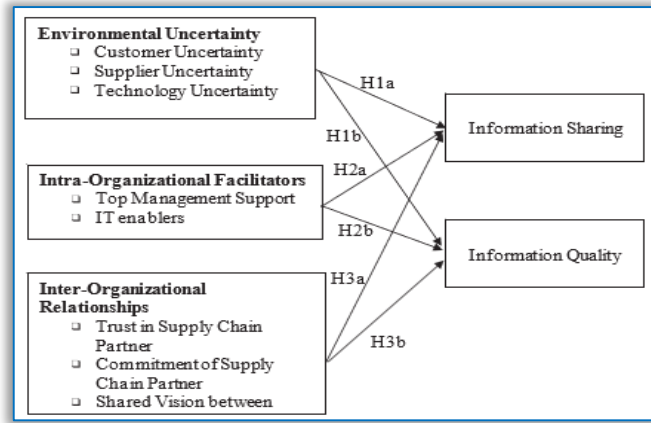 Environmental Uncertainty
❑ Customer Uncertainty
❑ Supplier Uncertainty
❑ Technology Uncertainty
H1a
Information Sharing
H1b
H2a
Intra-Organizational Facilitators
❑ Top Management Support
❑ IT enablers
H2b
Information Quality
H3a
Inter-Organizational
Relationships
❑ Trust in Supply Chain
Partner
❑ Commitment of Supply
Chain Partner
❑ Shared Vision between
H3b